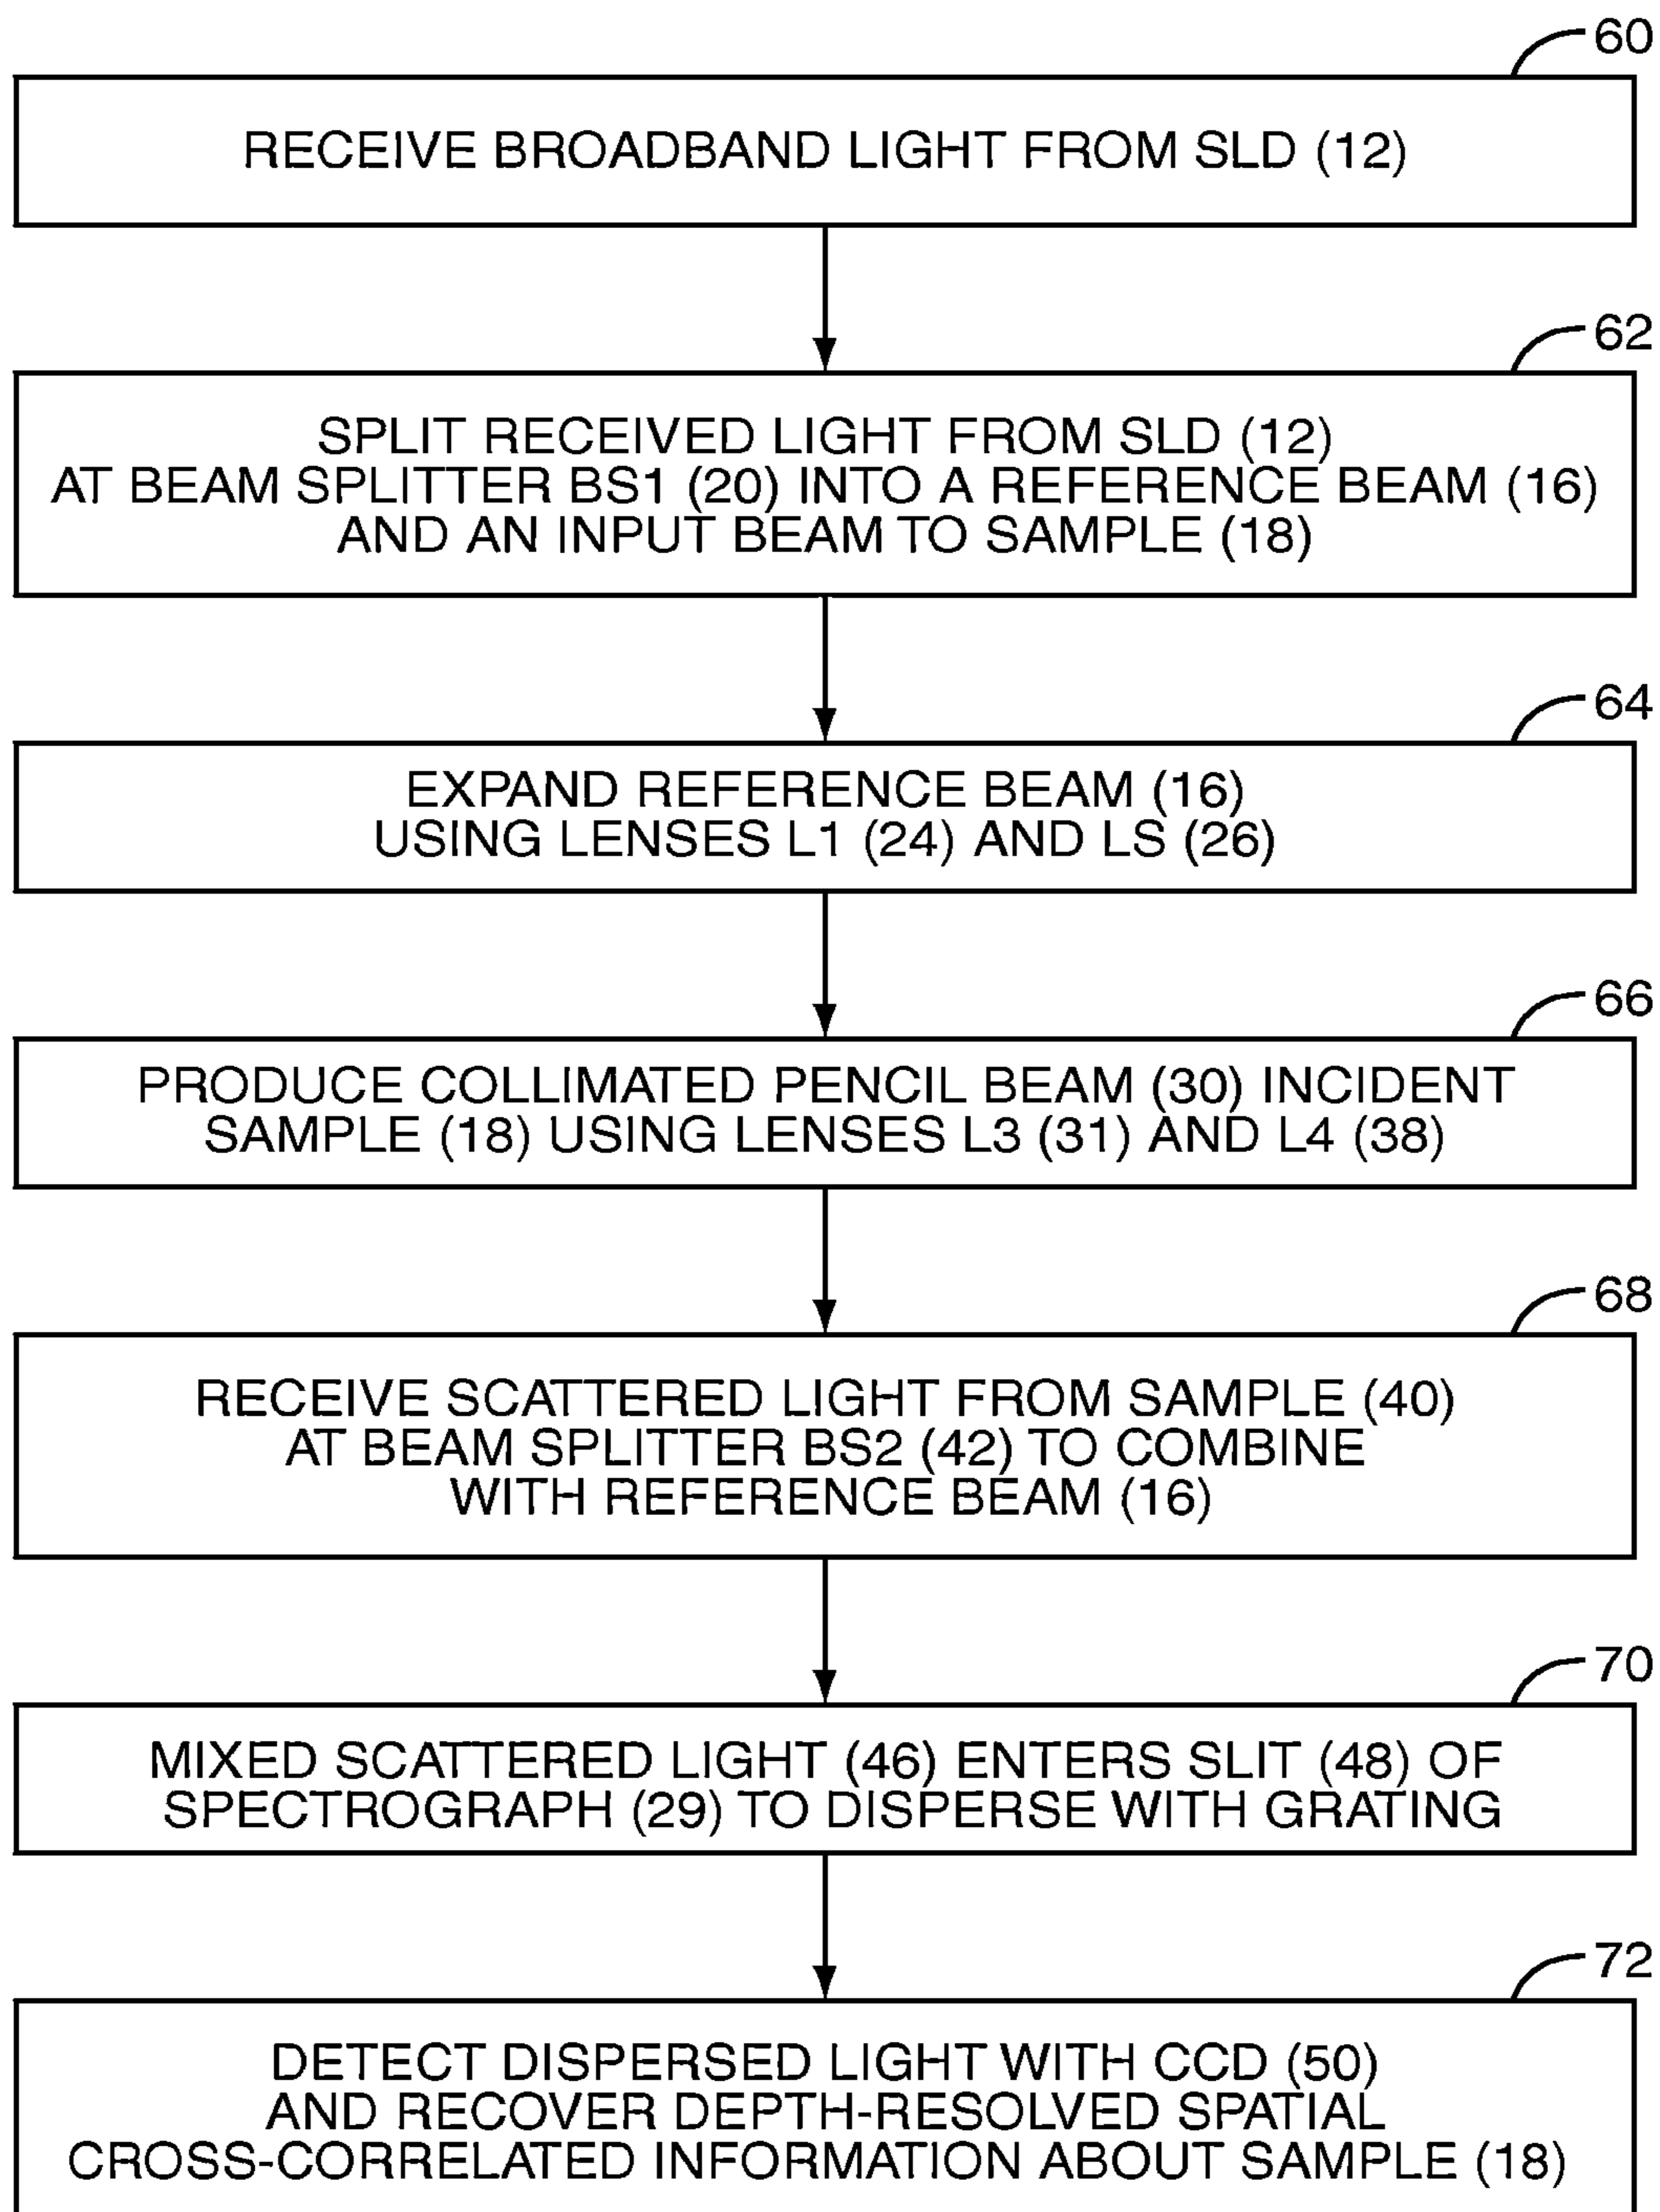 60
RECEIVE BROADBAND LIGHT FROM SLD (12)
62
SPLIT RECEIVED LIGHT FROM SLD (12)
AT BEAM SPLITTER BS1 (20) INTO A REFERENCE BEAM (16)
AND AN INPUT BEAM TO SAMPLE (18)
64
EXPAND REFERENCE BEAM (16)
USING LENSES L1 (24) AND LS (26)
66
PRODUCE COLLIMATED PENCIL BEAM (30) INCIDENT
SAMPLE (18) USING LENSES L3 (31) AND L4 (38)
68
RECEIVE SCATTERED LIGHT FROM SAMPLE (40)
AT BEAM SPLITTER BS2 (42) TO COMBINE
WITH REFERENCE BEAM (16)
70
MIXED SCATTERED LIGHT (46) ENTERS SLIT (48) OF
SPECTROGRAPH (29) TO DISPERSE WITH GRATING
72
DETECT DISPERSED LIGHT WITH CCD (50)
AND RECOVER DEPTH-RESOLVED SPATIAL
CROSS-CORRELATED INFORMATION ABOUT SAMPLE (18)